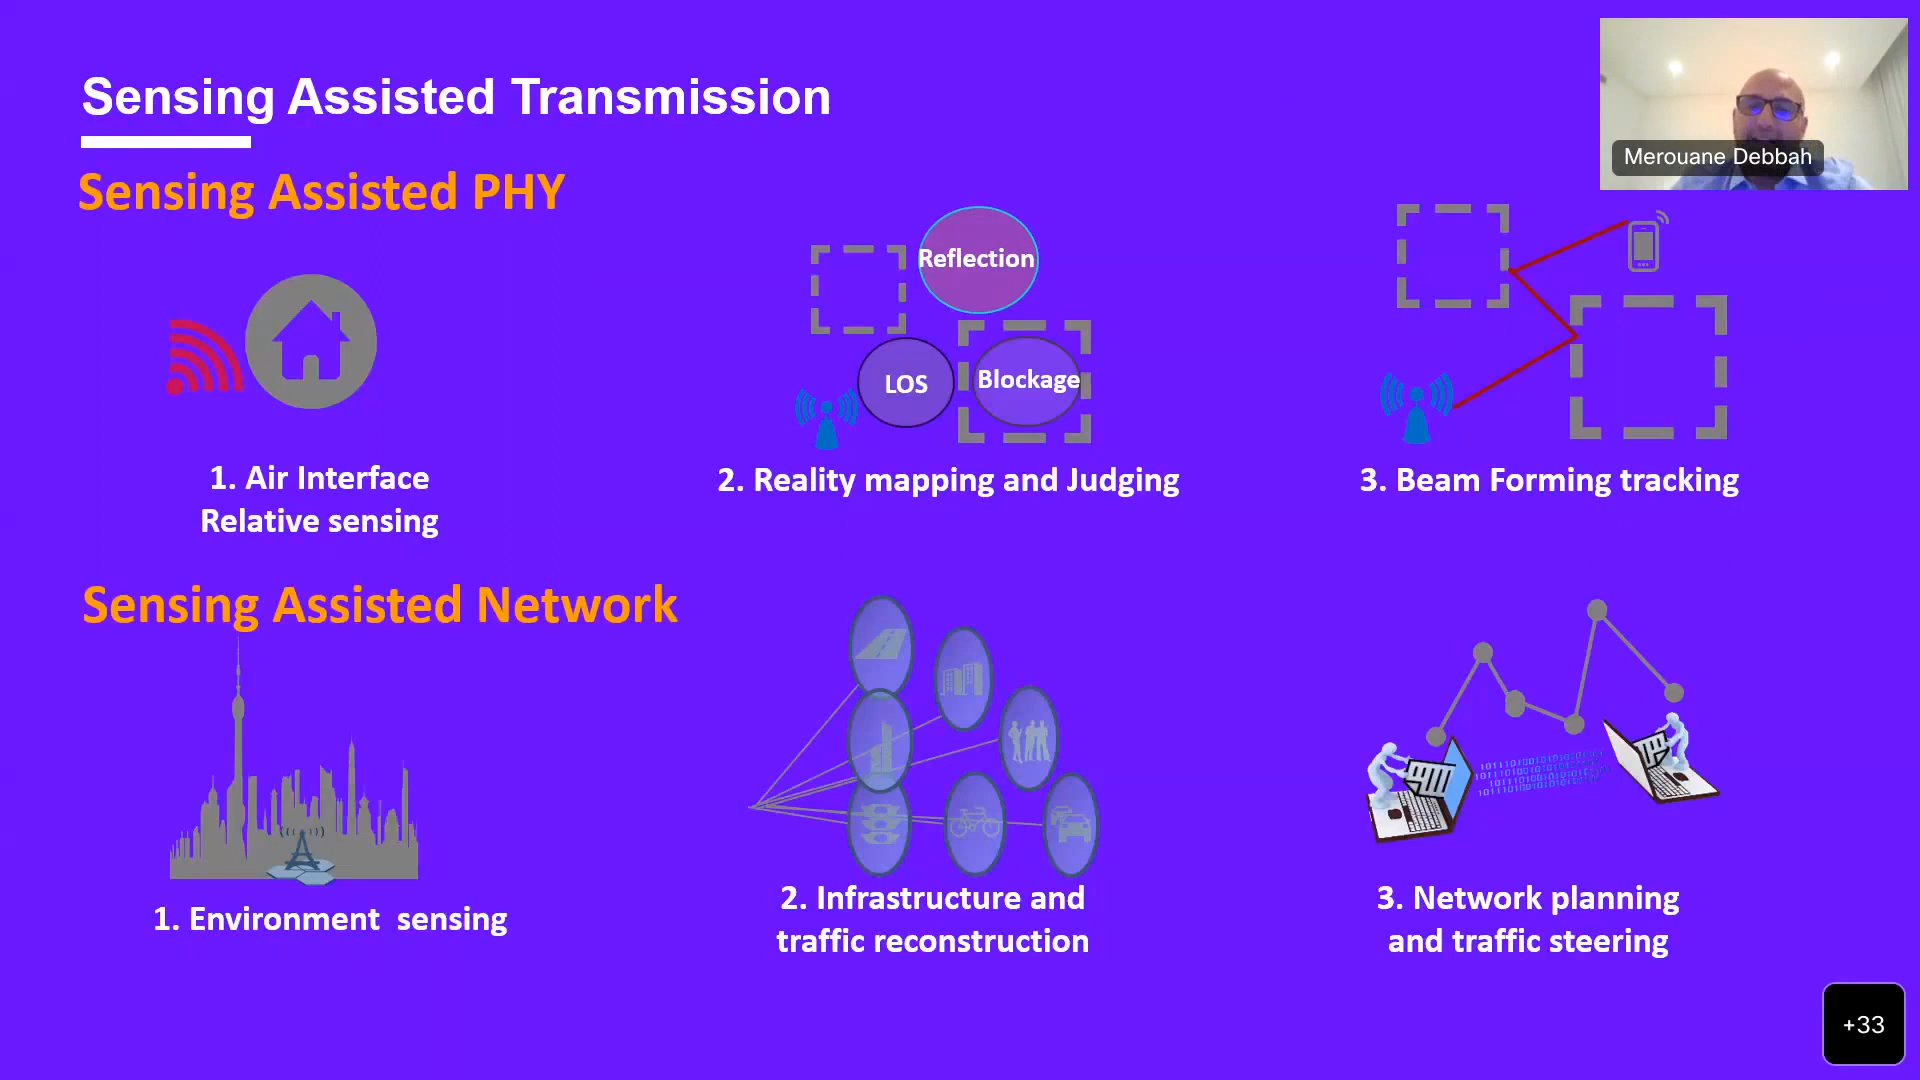 Sensing Assisted Transmission
Merouane Debbah
Sensing Assisted PHY
Reflection
LOS
Blockage
1. Air Interface
Relative sensing
2. Reality mapping and Judging
3. Beam Forming tracking
Sensing Assisted Network
1. Environment  sensing
2. Infrastructure and
traffic reconstruction
3. Network planning
and traffic steering
+33